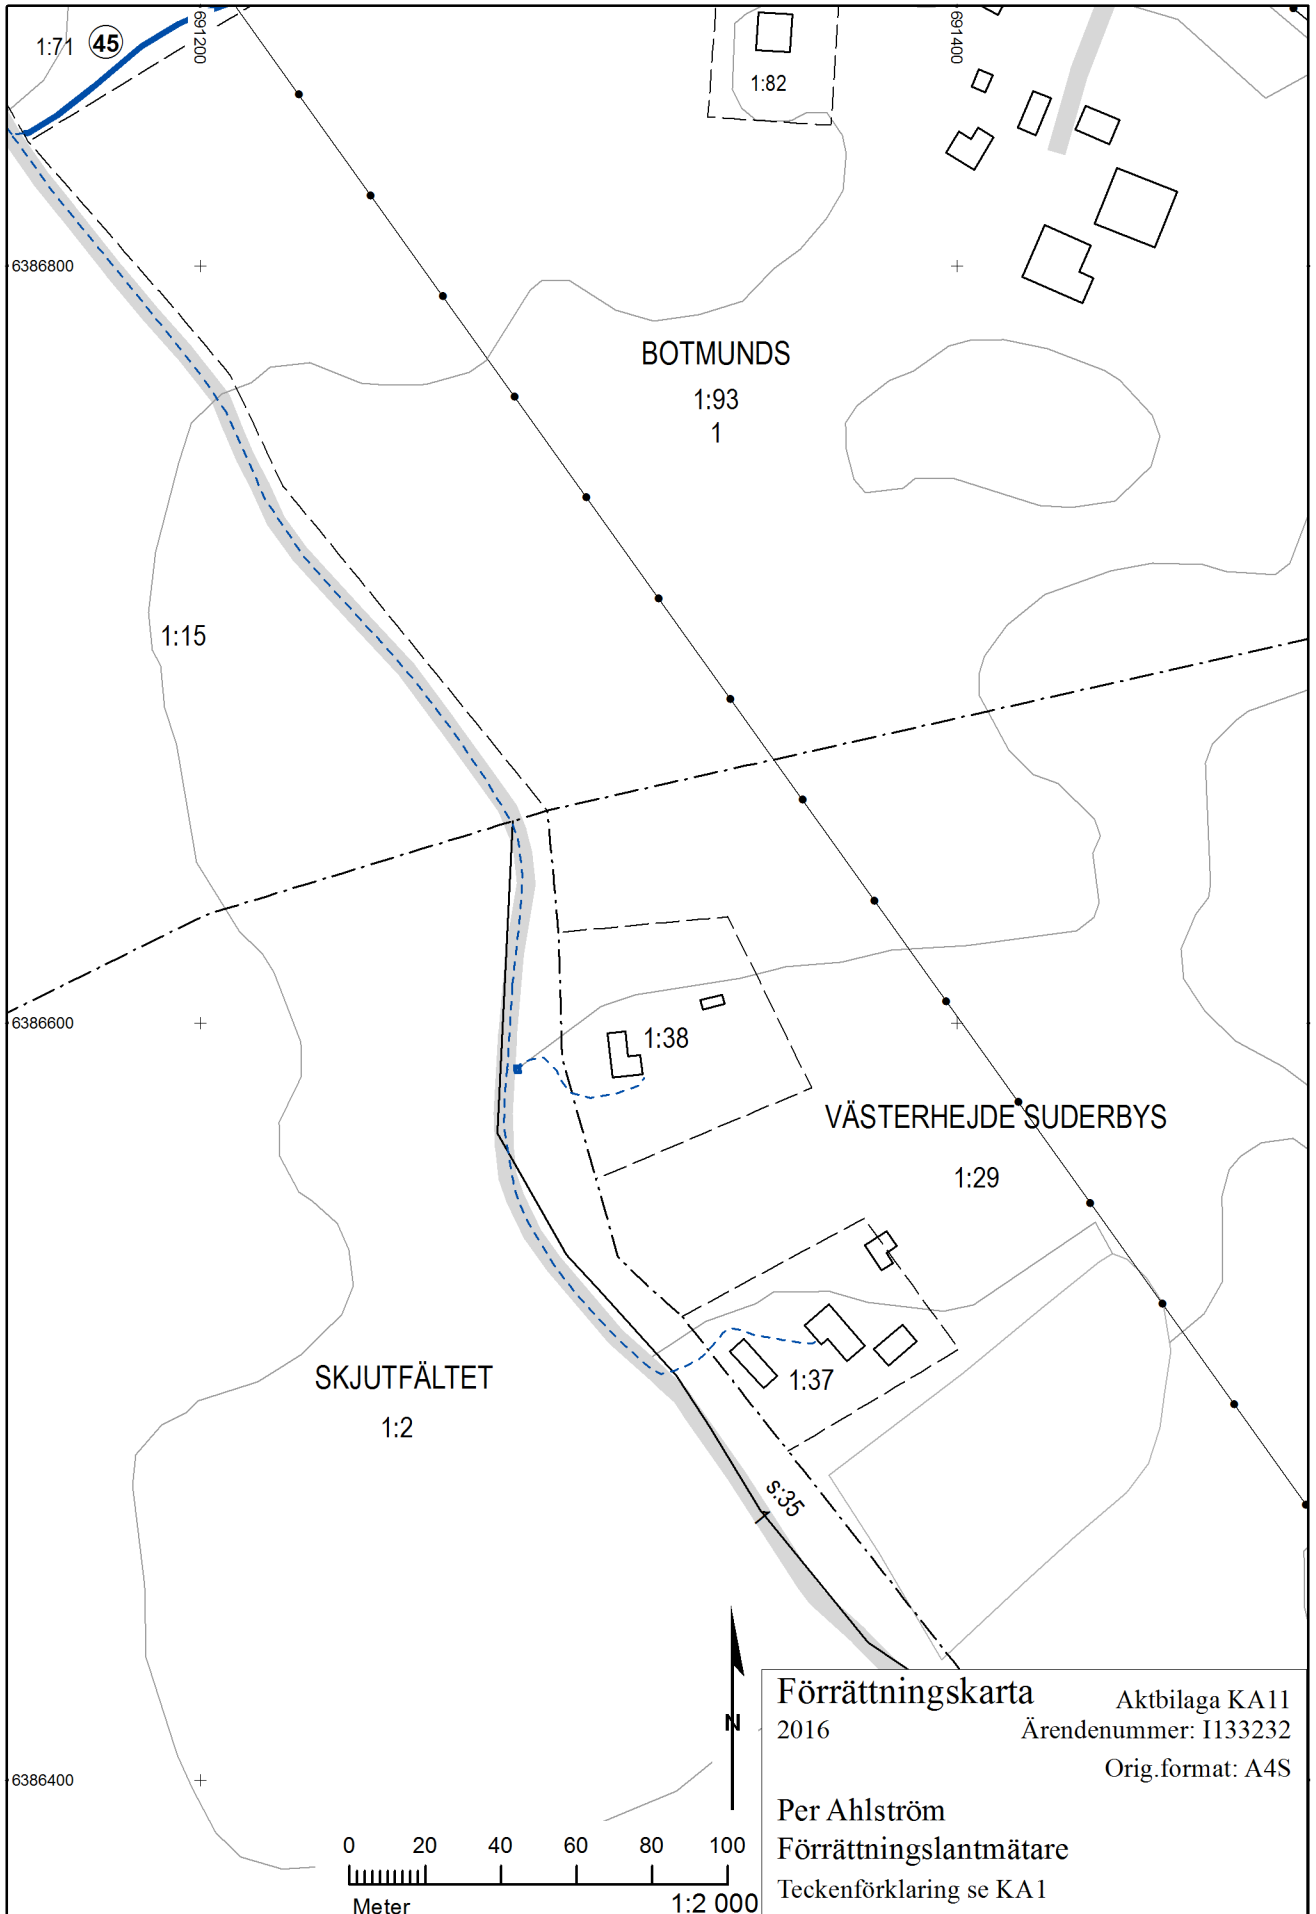 1:71 45
691200
691400
1:82
6386800
BOTMUNDS
1:93
1
1:15
6386600
1:38
VÄSTERHEJDE SUDERBYS
1:29
SKJUTFÄLTET
1:2
1:37
s:35
N
6386400
0 20 40 60 80 100
Meter
1:2 000
Förrättningskarta
2016
Aktbilaga KA11
Ärendenummer: I133232
Orig.format: A4S
Per Ahlström
Förrättningslantmätare
Teckenförklaring se KA1